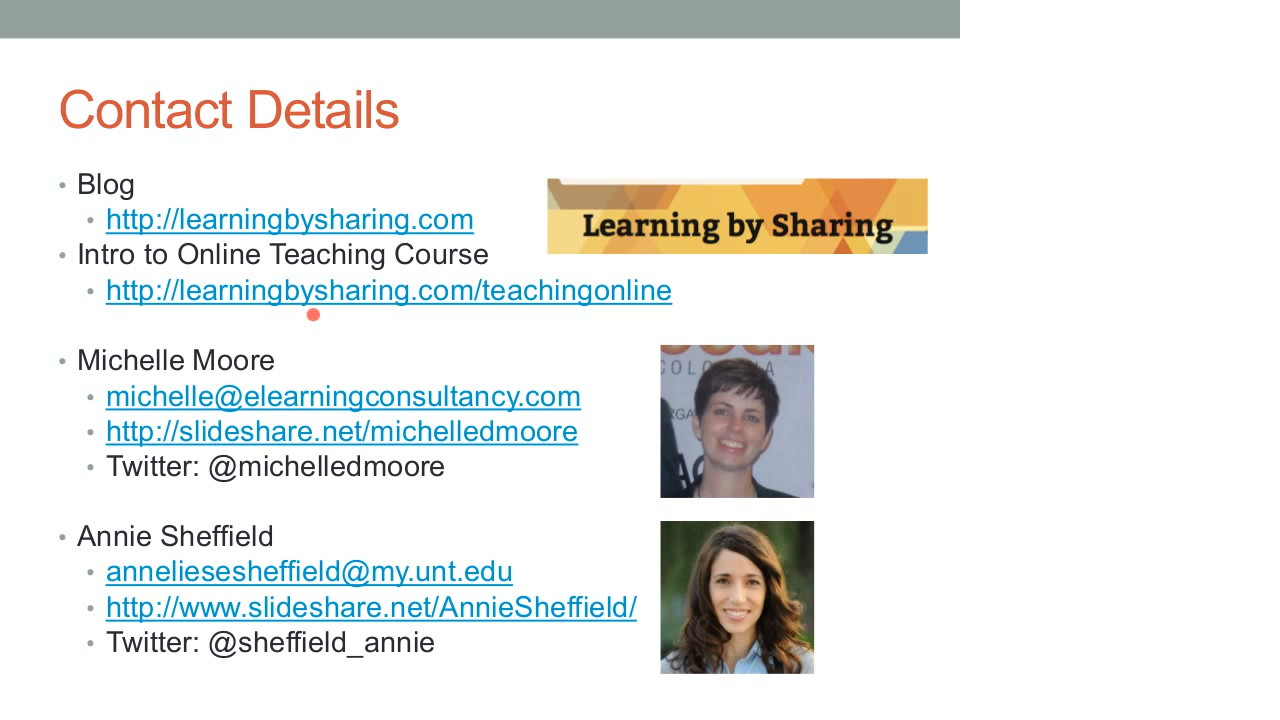 Contact Details
• Blog
• http://learningbysharing.com
Learning by Sharing
• Intro to Online Teaching Course
• http://learningbysharing.com/teachingonline
• Michelle Moore
• michelle@elearningconsultancy.com
• http://slideshare.net/michelledmoore
• Twitter: @michelledmoore
• Annie Sheffield
• anneliesesheffield@my.unt.edu
• http://www.slideshare.net/AnnieSheffield/
• Twitter: @sheffield_annie